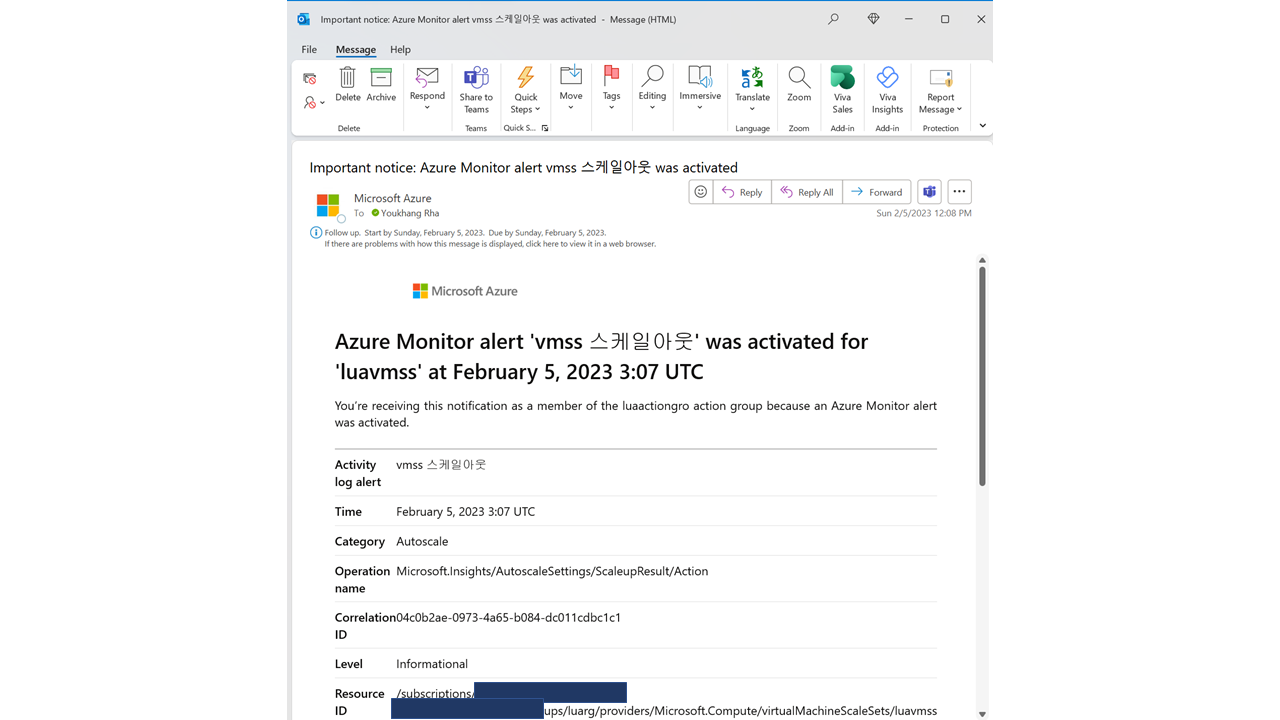 Important notice: Azure Monitor alert vmss 스케일아웃 was activated - Message (HTML)
File Message Help
Delete
Archive
Respond
Share to
Teams
Quick
Steps
Move
Tags
Editing
Immersive
Translate
Zoom
Viva
Sales
Viva
Insights
Report
Message
Delete
Teams
Quick S...
Language
Zoom
Add-in
Add-in
Protection
Important notice: Azure Monitor alert vmss 스케일아웃 was activated
Microsoft Azure
To Youkhang Rha
Reply
Reply All
Forward
Sun 2/5/2023 12:08 PM
Follow up. Start by Sunday, February 5, 2023. Due by Sunday, February 5, 2023.
If there are problems with how this message is displayed, click here to view it in a web browser.
Microsoft Azure
Azure Monitor alert 'vmss 스케일아웃' was activated for
'luavmss' at February 5, 2023 3:07 UTC
You’re receiving this notification as a member of the luaactiongro action group because an Azure Monitor alert
was activated.
Activity vmss 스케일아웃
log alert
Time February 5, 2023 3:07 UTC
Category Autoscale
Operation Microsoft.Insights/AutoscaleSettings/ScaleupResult/Action
name
Correlation 04c0b2ae-0973-4a65-b084-dc011cdbc1c1
ID
Level Informational
Resource /subscriptions/
ID ups/luarg/providers/Microsoft.Compute/virtualMachineScaleSets/luavmss